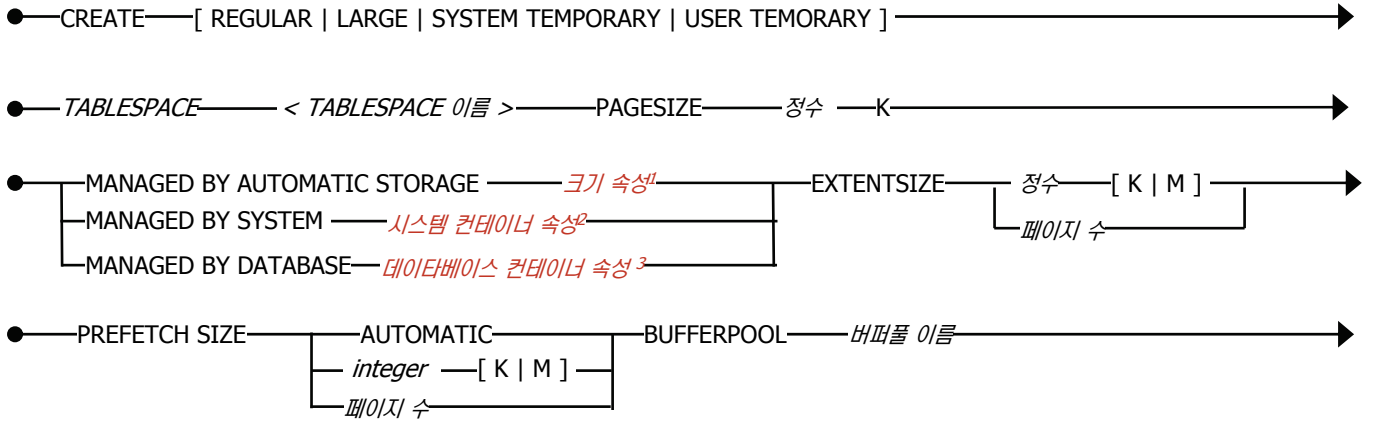 CREATE [ REGULAR | LARGE | SYSTEM TEMPORARY | USER TEMORARY ]
TABLESPACE < TABLESPACE 이름 > PAGESIZE 정수 K
MANAGED BY AUTOMATIC STORAGE 크기 속성1 EXTENTSIZE 정수 [ K | M ]
MANAGED BY SYSTEM 시스템 컨테이너 속성2 페이지 수
MANAGED BY DATABASE 데이타베이스 컨테이너 속성 3
PREFETCH SIZE AUTOMATIC BUFFERPOOL 버퍼풀 이름
integer [ K | M ]
페이지 수